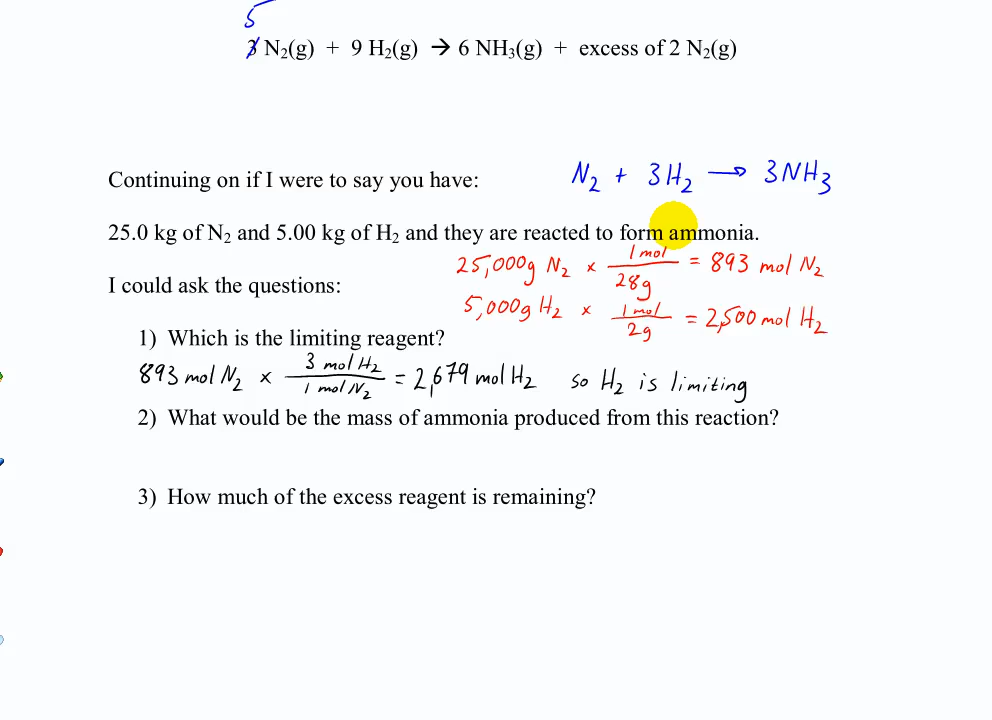 5
3 N₂(g) + 9 H₂(g) → 6 NH₃(g) + excess of 2 N₂(g)
Continuing on if I were to say you have:
N₂ + 3H₂ → 3NH₃
25.0 kg of N₂ and 5.00 kg of H₂ and they are reacted to form ammonia.
25,000g N₂ × 1 mol / 28g = 893 mol N₂
I could ask the questions:
5,000g H₂ × 1 mol / 2g = 2,500 mol H₂
1) Which is the limiting reagent?
893 mol N₂ × 3 mol H₂ / 1 mol N₂ = 2,679 mol H₂ so H₂ is limiting
2) What would be the mass of ammonia produced from this reaction?
3) How much of the excess reagent is remaining?